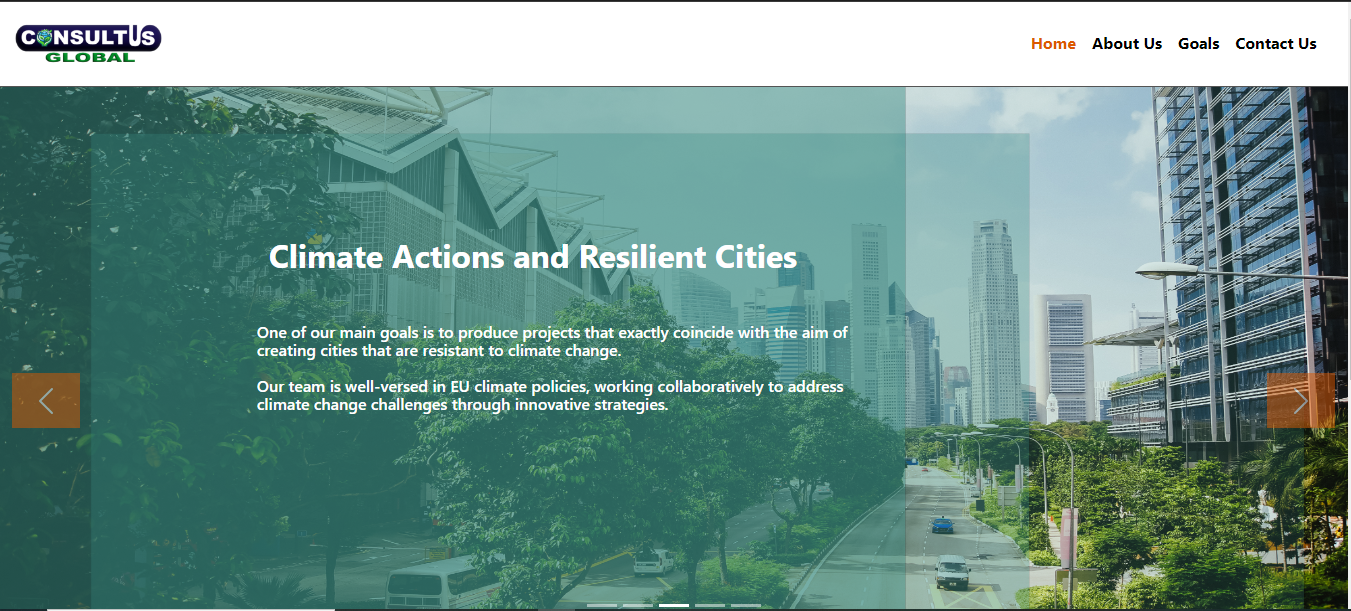 CONSULTUS
GLOBAL
Home About Us Goals Contact Us
Climate Actions and Resilient Cities
One of our main goals is to produce projects that exactly coincide with the aim of
creating cities that are resistant to climate change.
Our team is well-versed in EU climate policies, working collaboratively to address
climate change challenges through innovative strategies.